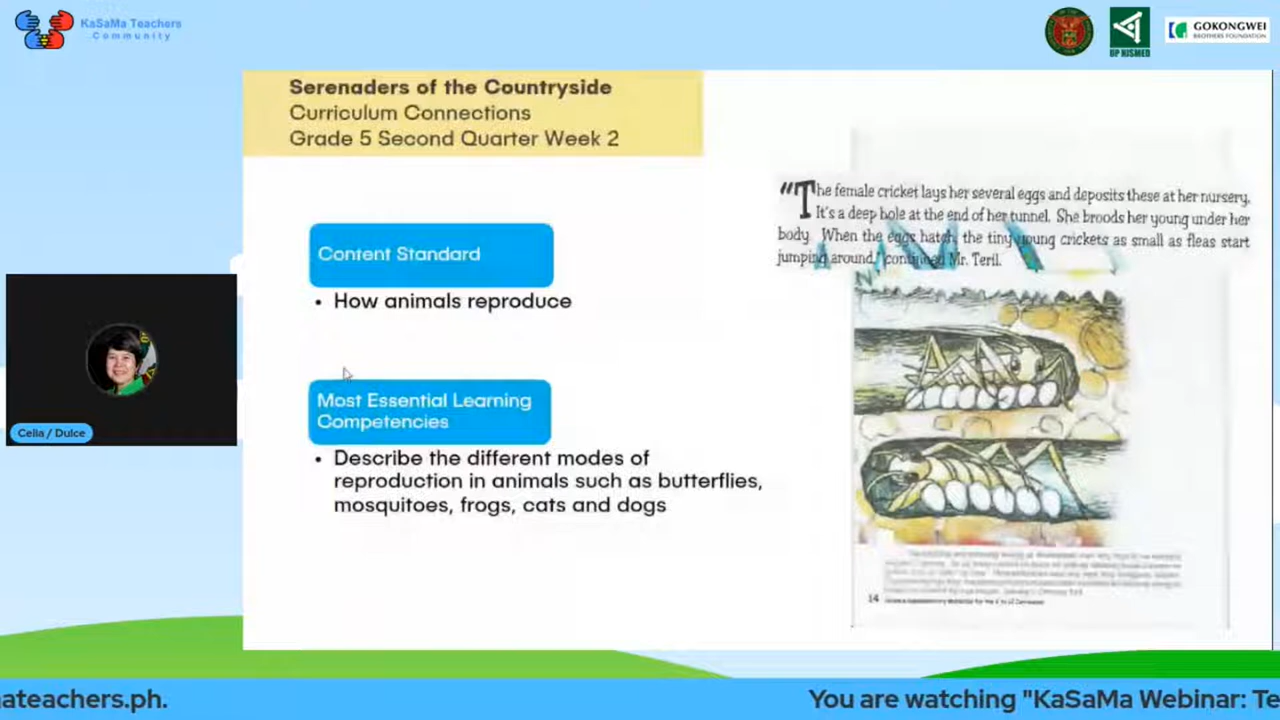 KaSaMa Teachers
Community
UP NISMED
GOKONGWEI
BROTHERS FOUNDATION
Serenaders of the Countryside
Curriculum Connections
Grade 5 Second Quarter Week 2
Content Standard
• How animals reproduce
Most Essential Learning
Competencies
• Describe the different modes of
reproduction in animals such as butterflies,
mosquitoes, frogs, cats and dogs
"The female cricket lays her several eggs and deposits these at her nursery.
It's a deep hole at the end of her tunnel. She broods her young under her
body. When the eggs hatch, the tiny young crickets as small as fleas start
jumping around," continued Mr. Teril.
14
Celia / Dulce
ateachers.ph.
You are watching "KaSaMa Webinar: Te